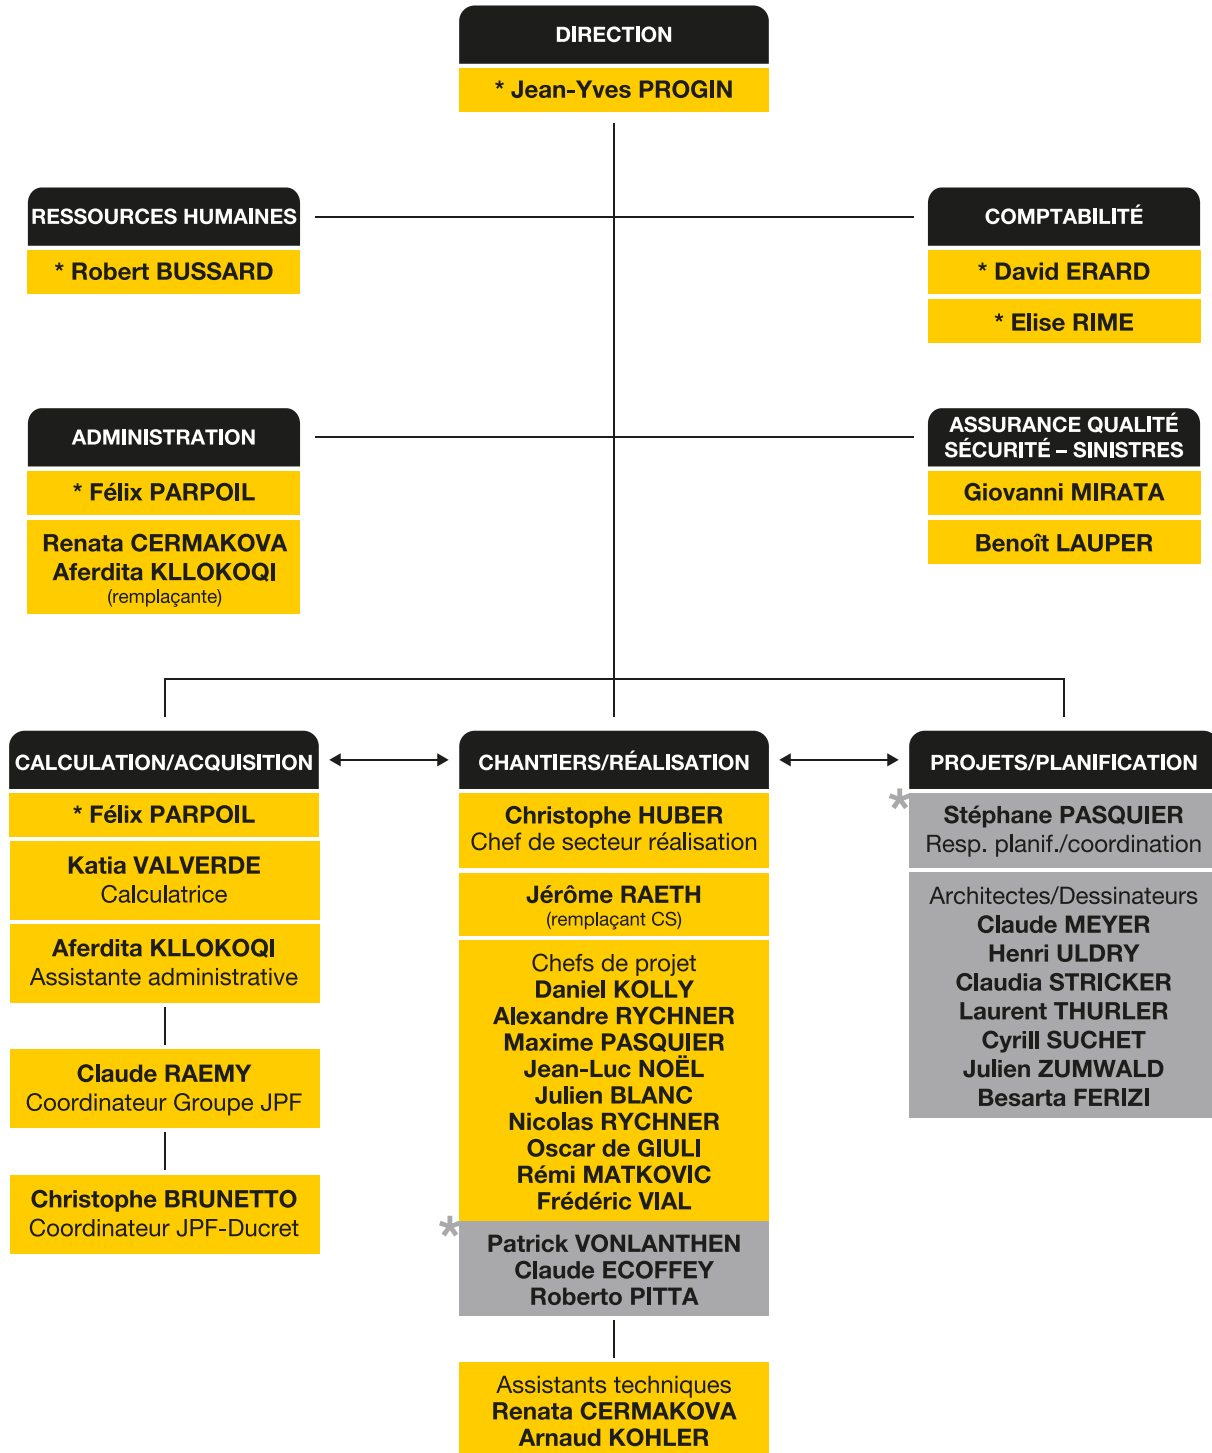 DIRECTION
* Jean-Yves PROGIN
RESSOURCES HUMAINES
* Robert BUSSARD
COMPTABILITÉ
* David ERARD
* Elise RIME
ADMINISTRATION
* Félix PARPOIL
Renata CERMAKOVA
Aferdita KLLOKOQI
(remplaçante)
ASSURANCE QUALITÉ
SÉCURITÉ – SINISTRES
Giovanni MIRATA
Benoît LAUPER
CALCULATION/ACQUISITION
* Félix PARPOIL
Katia VALVERDE
Calculatrice
Aferdita KLLOKOQI
Assistante administrative
Claude RAEMY
Coordinateur Groupe JPF
Christophe BRUNETTO
Coordinateur JPF-Ducret
CHANTIERS/RÉALISATION
Christophe HUBER
Chef de secteur réalisation
Jérôme RAETH
(remplaçant CS)
Chefs de projet
Daniel KOLLY
Alexandre RYCHNER
Maxime PASQUIER
Jean-Luc NOËL
Julien BLANC
Nicolas RYCHNER
Oscar de GIULI
Rémi MATKOVIC
Frédéric VIAL
*
Patrick VONLANTHEN
Claude ECOFFEY
Roberto PITTA
Assistants techniques
Renata CERMAKOVA
Arnaud KOHLER
PROJETS/PLANIFICATION
*
Stéphane PASQUIER
Resp. planif./coordination
Architectes/Dessinateurs
Claude MEYER
Henri ULDRY
Claudia STRICKER
Laurent THURLER
Cyrill SUCHET
Julien ZUMWALD
Besarta FERIZI